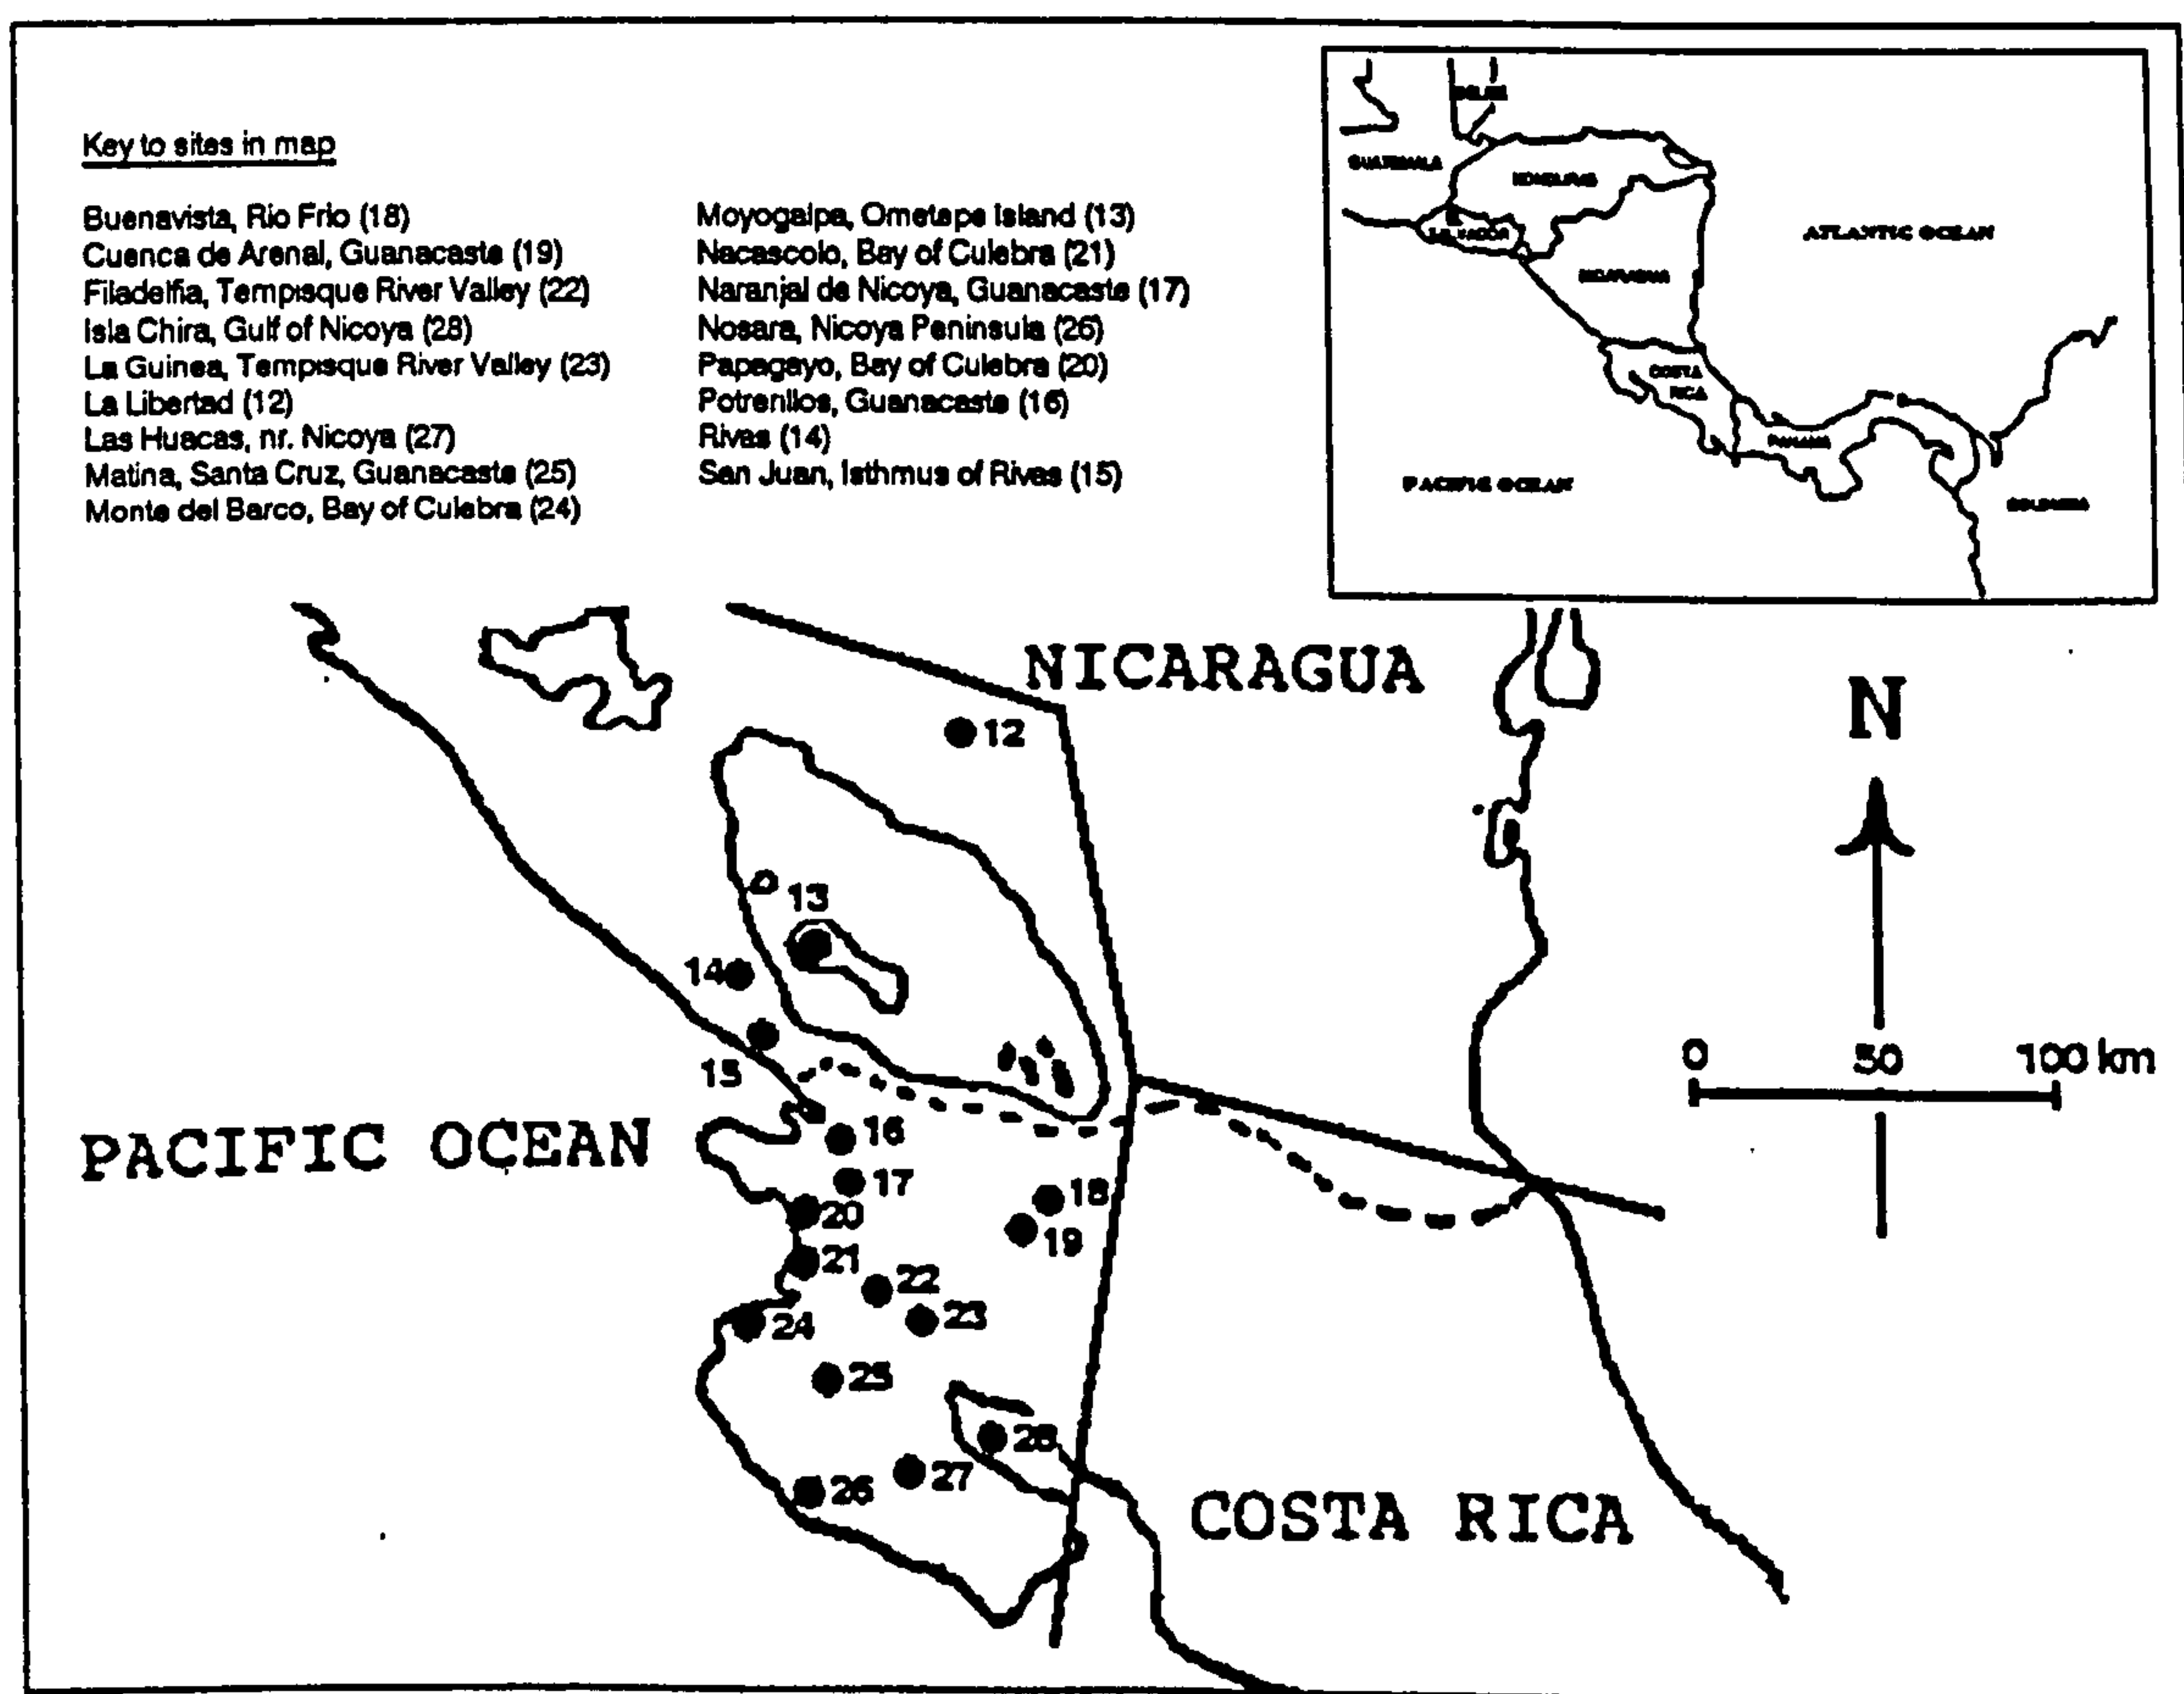 Key to sites in map
Buenavista, Rio Frio (18)
Cuenca de Arenal, Guanacaste (19)
Filadelfia, Tempisque River Valley (22)
Isla Chira, Gulf of Nicoya (28)
La Guinea, Tempisque River Valley (23)
La Libertad (12)
Las Huacas, nr. Nicoya (27)
Matina, Santa Cruz, Guanacaste (25)
Monte del Barco, Bay of Culebra (24)
Moyogalpa, Ometepe Island (13)
Nacascolo, Bay of Culebra (21)
Naranjal de Nicoya, Guanacaste (17)
Nosara, Nicoya Peninsula (26)
Papagayo, Bay of Culebra (20)
Potrenllos, Guanacaste (16)
Rivas (14)
San Juan, Isthmus of Rivas (15)
GUATEMALA
HONDURAS
ATLANTIC OCEAN
NICARAGUA
COSTA
RICA
PANAMA
PACIFIC OCEAN
COLOMBIA
NICARAGUA
N
12
13
14
15
0 50 100 km
PACIFIC OCEAN
16
17
18
20
19
21
22
23
24
25
28
27
26
COSTA RICA